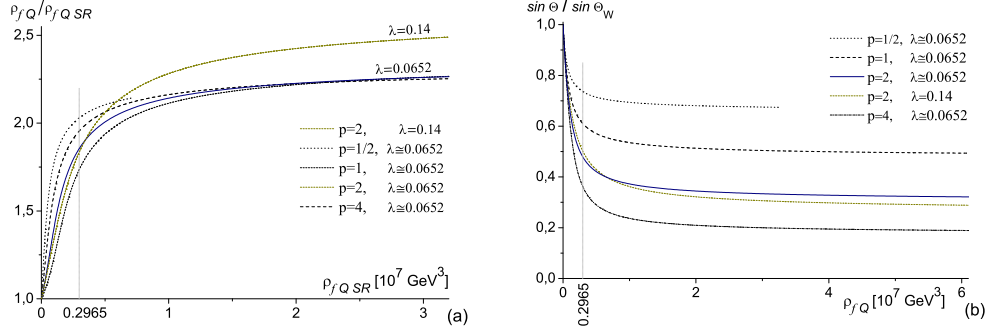 ρ_{f Q}/ρ_{f Q SR}
2,5
2,0
1,5
1,0
λ=0.14
λ=0.0652
p=2, λ=0.14
p=1/2, λ≅0.0652
p=1, λ≅0.0652
p=2, λ≅0.0652
p=4, λ≅0.0652
ρ_{f Q SR} [10^7 GeV^3]
0 1 2 3
0.2965
(a)
sin Θ / sin Θ_W
1,0
0,8
0,6
0,4
0,2
0,0
p=1/2, λ≅0.0652
p=1, λ≅0.0652
p=2, λ≅0.0652
p=2, λ=0.14
p=4, λ≅0.0652
0 2 4 6
0.2965
ρ_{f Q} [10^7 GeV^3]
(b)